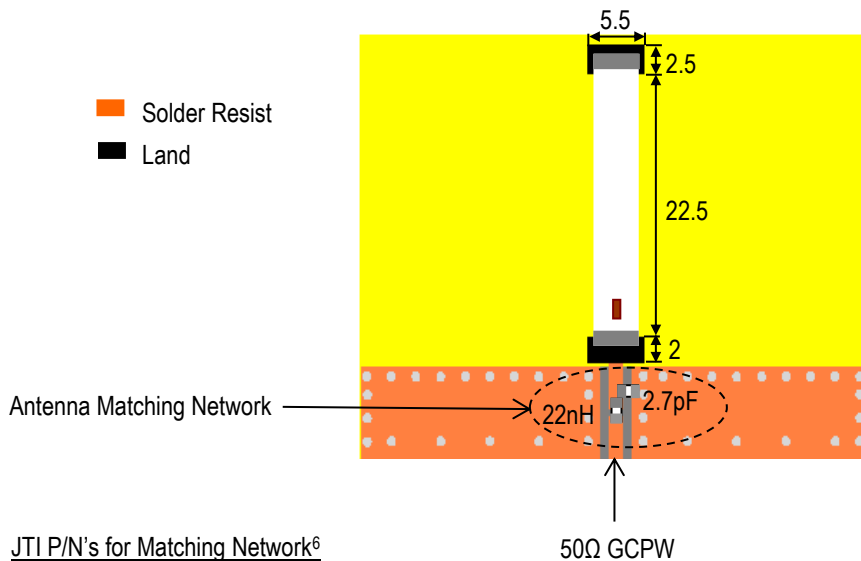 5.5
2.5
Solder Resist
Land
22.5
2
Antenna Matching Network
22nH
2.7pF
JTI P/N's for Matching Network⁶
50Ω GCPW